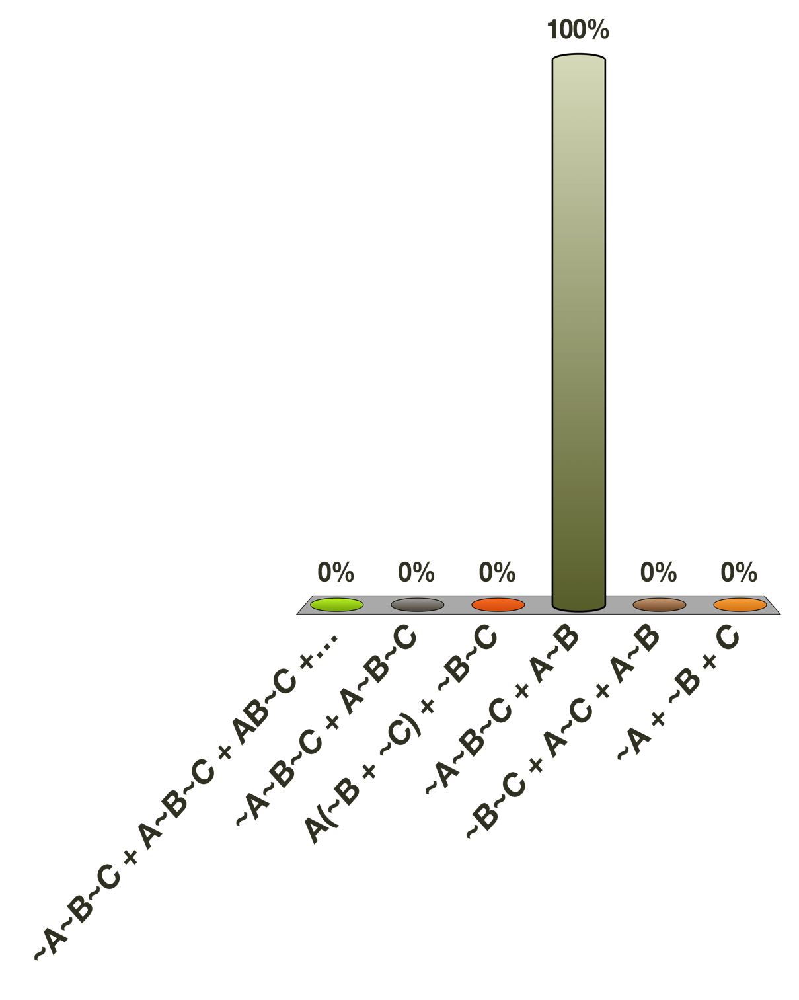 100%
0%
0%
0%
0%
0%
~A~B~C + A~B~C + AB~C +...
~A~B~C + A~B~C
A(~B + ~C) + ~B~C
~A~B~C + A~B
~B~C + A~C + A~B
~A + ~B + C